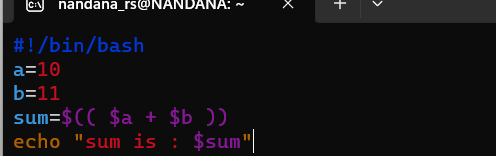 nandana_rs@NANDANA: ~
#!/bin/bash
a=10
b=11
sum=$(( $a + $b ))
echo "sum is : $sum"